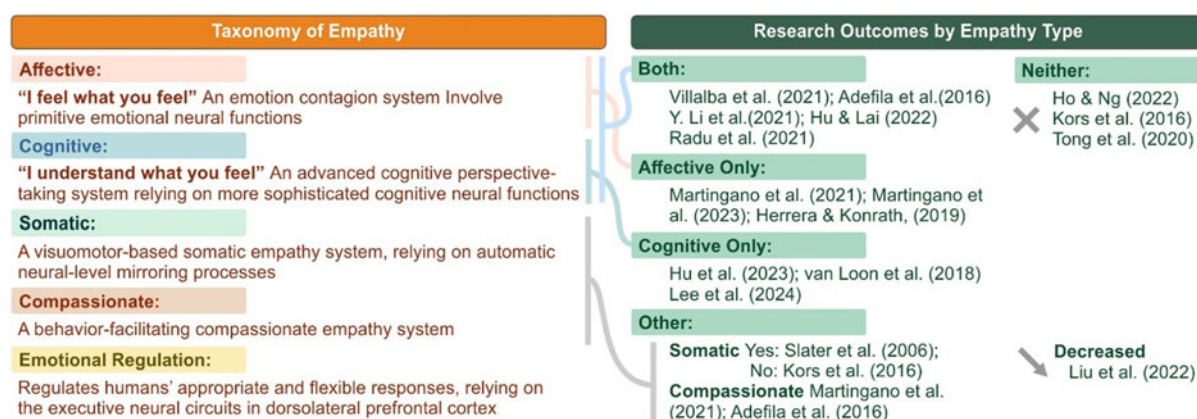 Taxonomy of Empathy
Affective:
“I feel what you feel” An emotion contagion system Involve
primitive emotional neural functions
Cognitive:
“I understand what you feel” An advanced cognitive perspective-
taking system relying on more sophisticated cognitive neural functions
Somatic:
A visuomotor-based somatic empathy system, relying on automatic
neural-level mirroring processes
Compassionate:
A behavior-facilitating compassionate empathy system
Emotional Regulation:
Regulates humans’ appropriate and flexible responses, relying on
the executive neural circuits in dorsolateral prefrontal cortex
Research Outcomes by Empathy Type
Both:
Villalba et al. (2021); Adefila et al.(2016)
Y. Li et al.(2021); Hu & Lai (2022)
Radu et al. (2021)
Affective Only:
Martingano et al. (2021); Martingano et
al. (2023); Herrera & Konrath, (2019)
Cognitive Only:
Hu et al. (2023); van Loon et al. (2018)
Lee et al. (2024)
Other:
Somatic Yes: Slater et al. (2006);
No: Kors et al. (2016)
Compassionate Martingano et al.
(2021); Adefila et al. (2016)
Neither:
Ho & Ng (2022)
Kors et al. (2016)
Tong et al. (2020)
Decreased
Liu et al. (2022)